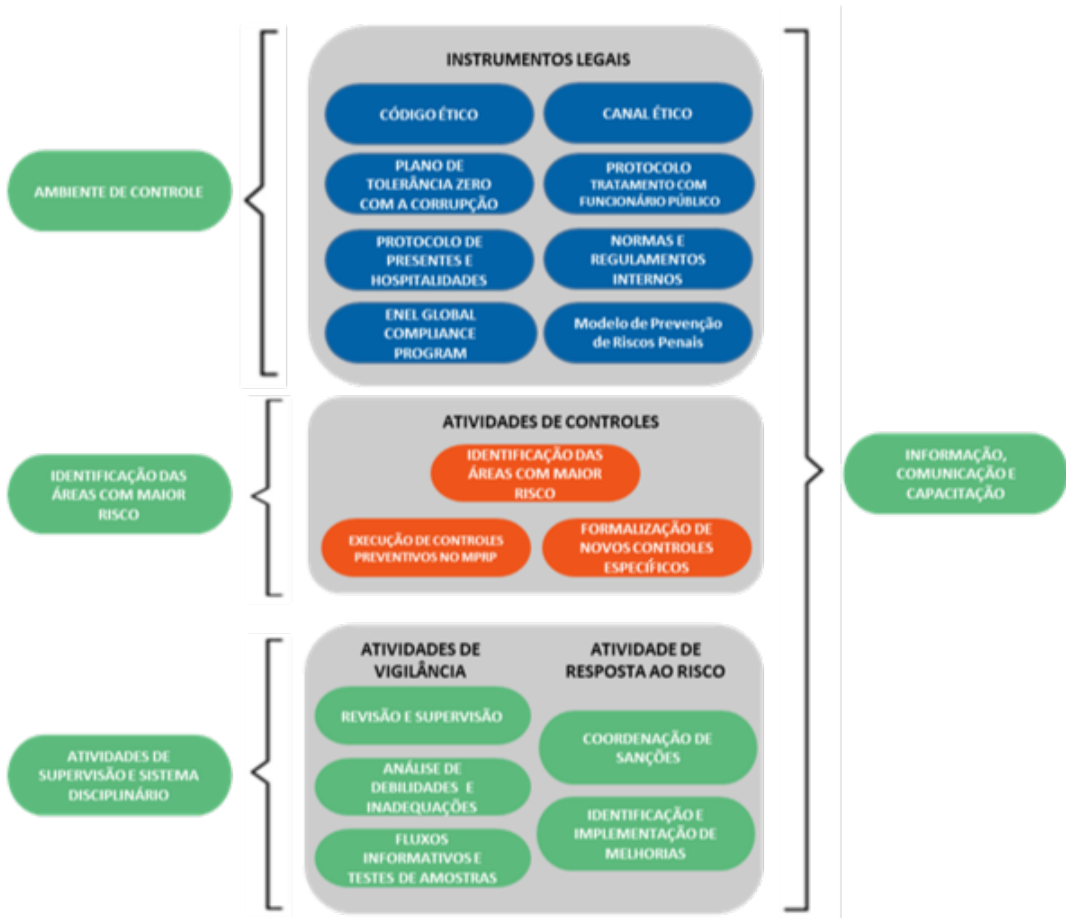 AMBIENTE DE CONTROLE
INSTRUMENTOS LEGAIS
CÓDIGO ÉTICO
CANAL ÉTICO
PLANO DE
TOLERÂNCIA ZERO
COM A CORRUPÇÃO
PROTOCOLO
TRATAMENTO COM
FUNCIONÁRIO PÚBLICO
PROTOCOLO DE
PRESENTES E
HOSPITALIDADES
NORMAS E
REGULAMENTOS
INTERNOS
ENEL GLOBAL
COMPLIANCE
PROGRAM
Modelo de Prevenção
de Riscos Penais
IDENTIFICAÇÃO DAS
ÁREAS COM MAIOR
RISCO
ATIVIDADES DE CONTROLES
IDENTIFICAÇÃO DAS
ÁREAS COM MAIOR
RISCO
EXECUÇÃO DE CONTROLES
PREVENTIVOS NO MPRP
FORMALIZAÇÃO DE
NOVOS CONTROLES
ESPECÍFICOS
ATIVIDADES DE
SUPERVISÃO E SISTEMA
DISCIPLINÁRIO
ATIVIDADES DE
VIGILÂNCIA
REVISÃO E SUPERVISÃO
ANÁLISE DE
DEBILIDADES E
INADEQUAÇÕES
FLUXOS
INFORMATIVOS E
TESTES DE AMOSTRAS
ATIVIDADE DE
RESPOSTA AO RISCO
COORDENAÇÃO DE
SANÇÕES
IDENTIFICAÇÃO E
IMPLEMENTAÇÃO DE
MELHORIAS
INFORMAÇÃO,
COMUNICAÇÃO E
CAPACITAÇÃO